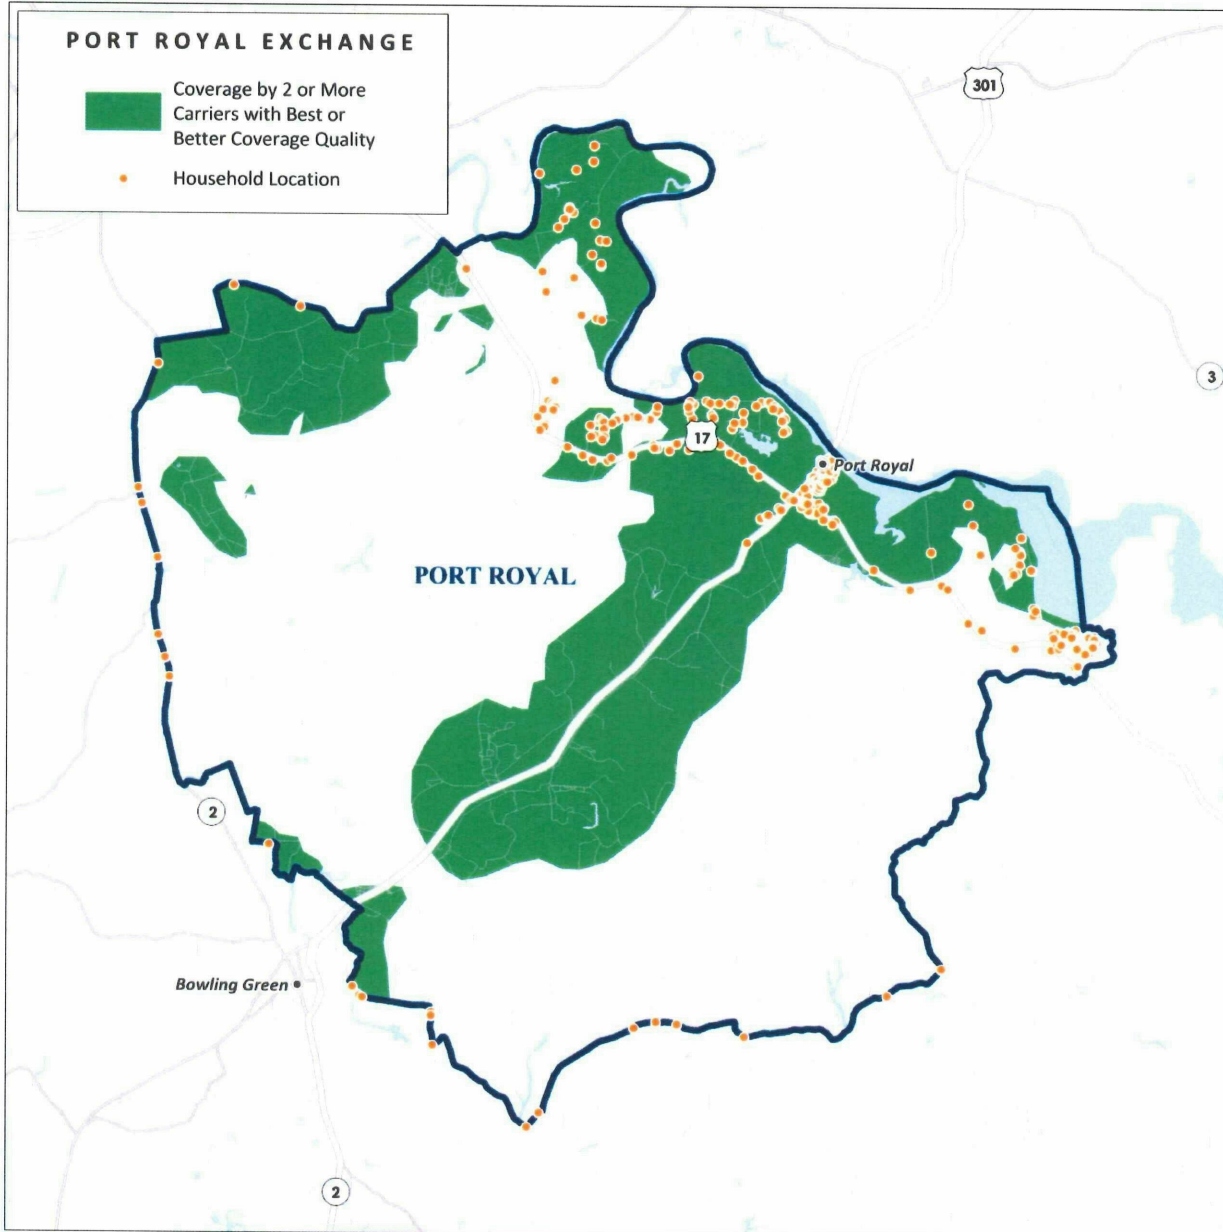 PORT ROYAL EXCHANGE
Coverage by 2 or More
Carriers with Best or
Better Coverage Quality
Household Location
301
3
17
Port Royal
PORT ROYAL
2
Bowling Green
2